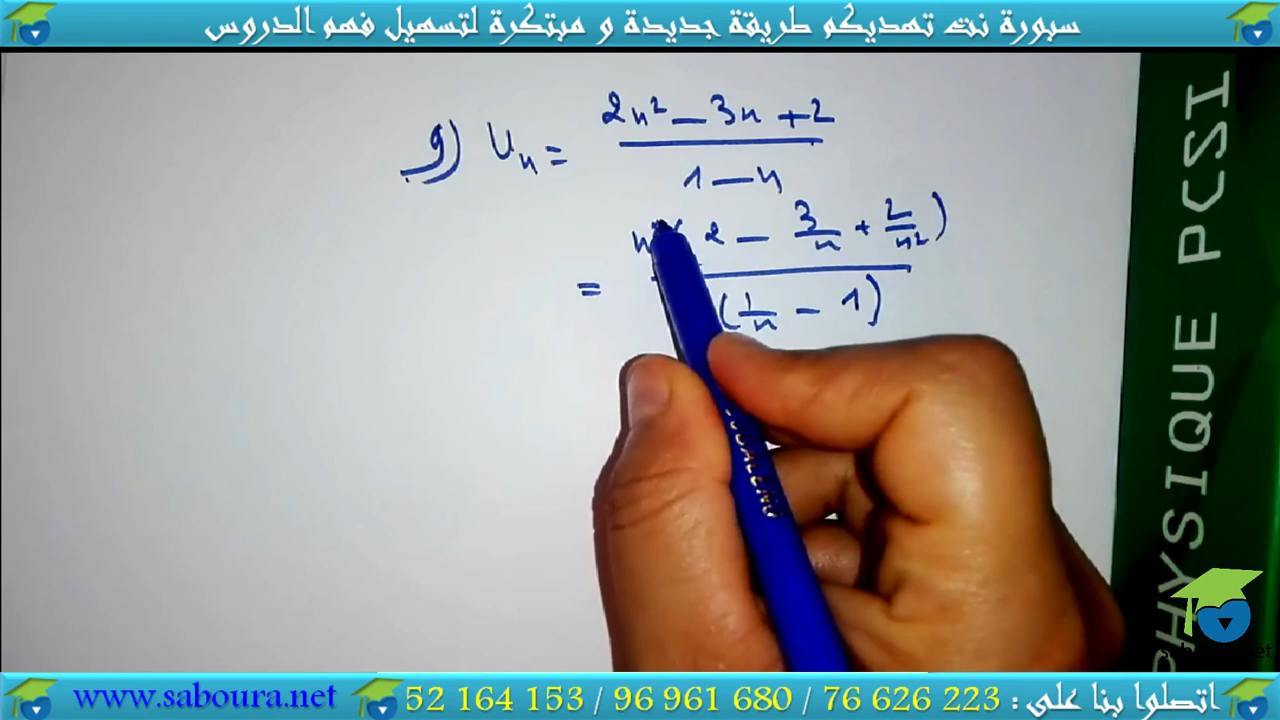 سبورة نت تهديكم طريقة جديدة و مبتكرة لتسهيل فهم الدروس
و) Uₙ = (2n² - 3n + 2) / (1 - n)
= n² (2 - 3/n + 2/n²) / (1/n - 1)
PHYSIQUE PCSI
www.saboura.net 52 164 153 / 96 961 680 / 76 626 223 : اتصلوا بنا على